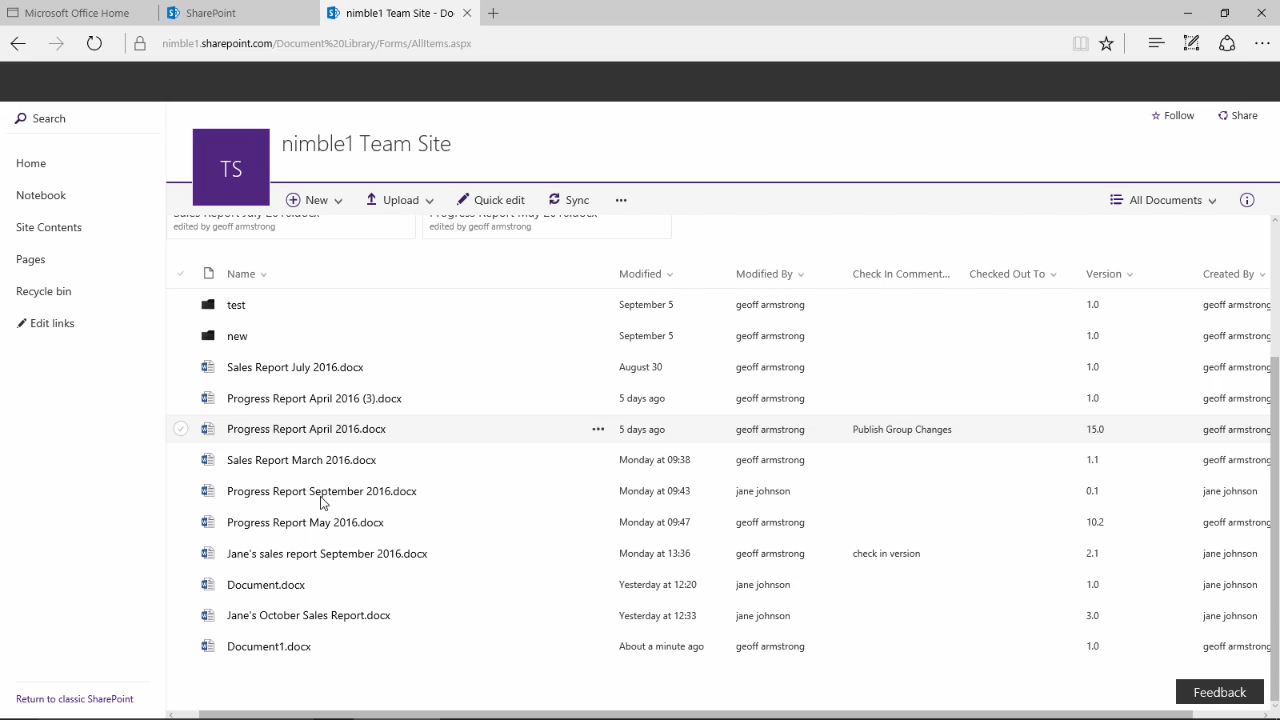 Microsoft Office Home
SharePoint
nimble1 Team Site - Do
nimble1.sharepoint.com/Document%20Library/Forms/AllItems.aspx
Search
Follow
Share
TS
nimble1 Team Site
Home
Notebook
Site Contents
Pages
Recycle bin
Edit links
New
Upload
Quick edit
Sync
All Documents
Sales Report July 2016.docx
Progress Report May 2016.docx
edited by geoff armstrong
edited by geoff armstrong
Name Modified Modified By Check In Comment... Checked Out To Version Created By
test September 5 geoff armstrong 1.0 geoff armstrong
new September 5 geoff armstrong 1.0 geoff armstrong
Sales Report July 2016.docx August 30 geoff armstrong 1.0 geoff armstrong
Progress Report April 2016 (3).docx 5 days ago geoff armstrong 1.0 geoff armstrong
Progress Report April 2016.docx 5 days ago geoff armstrong Publish Group Changes 15.0 geoff armstrong
Sales Report March 2016.docx Monday at 09:38 geoff armstrong 1.1 geoff armstrong
Progress Report September 2016.docx Monday at 09:43 jane johnson 0.1 jane johnson
Progress Report May 2016.docx Monday at 09:47 geoff armstrong 10.2 geoff armstrong
Jane's sales report September 2016.docx Monday at 13:36 geoff armstrong check in version 2.1 jane johnson
Document.docx Yesterday at 12:20 jane johnson 1.0 jane johnson
Jane's October Sales Report.docx Yesterday at 12:33 jane johnson 3.0 jane johnson
Document1.docx About a minute ago geoff armstrong 1.0 geoff armstrong
Return to classic SharePoint
Feedback